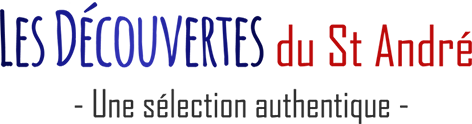 LES DÉCOUVERTES du St André
- Une sélection authentique -